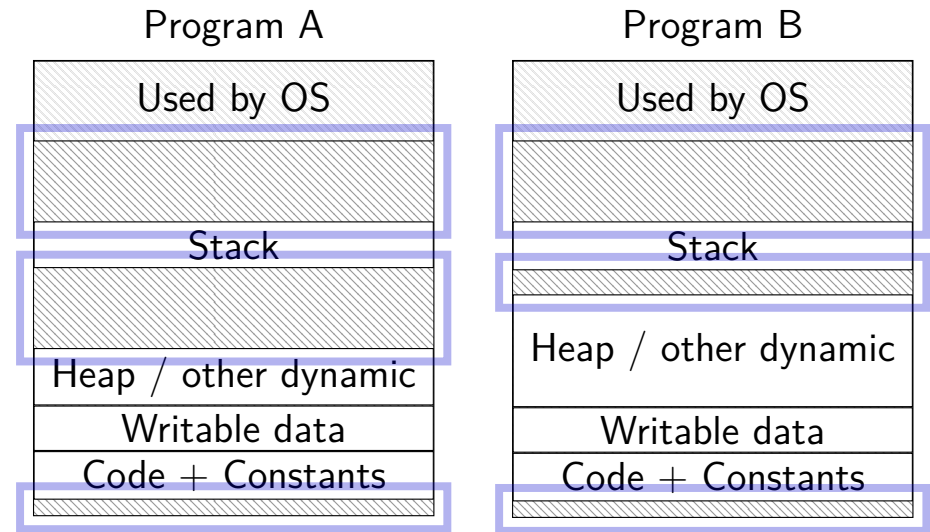 Program A
Used by OS
Stack
Heap / other dynamic
Writable data
Code + Constants
Program B
Used by OS
Stack
Heap / other dynamic
Writable data
Code + Constants